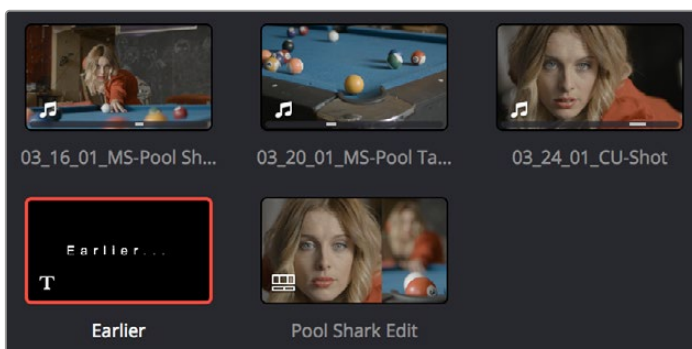 03_16_01_MS-Pool Sh...
03_20_01_MS-Pool Ta...
03_24_01_CU-Shot
Earlier...
T
Earlier
Pool Shark Edit